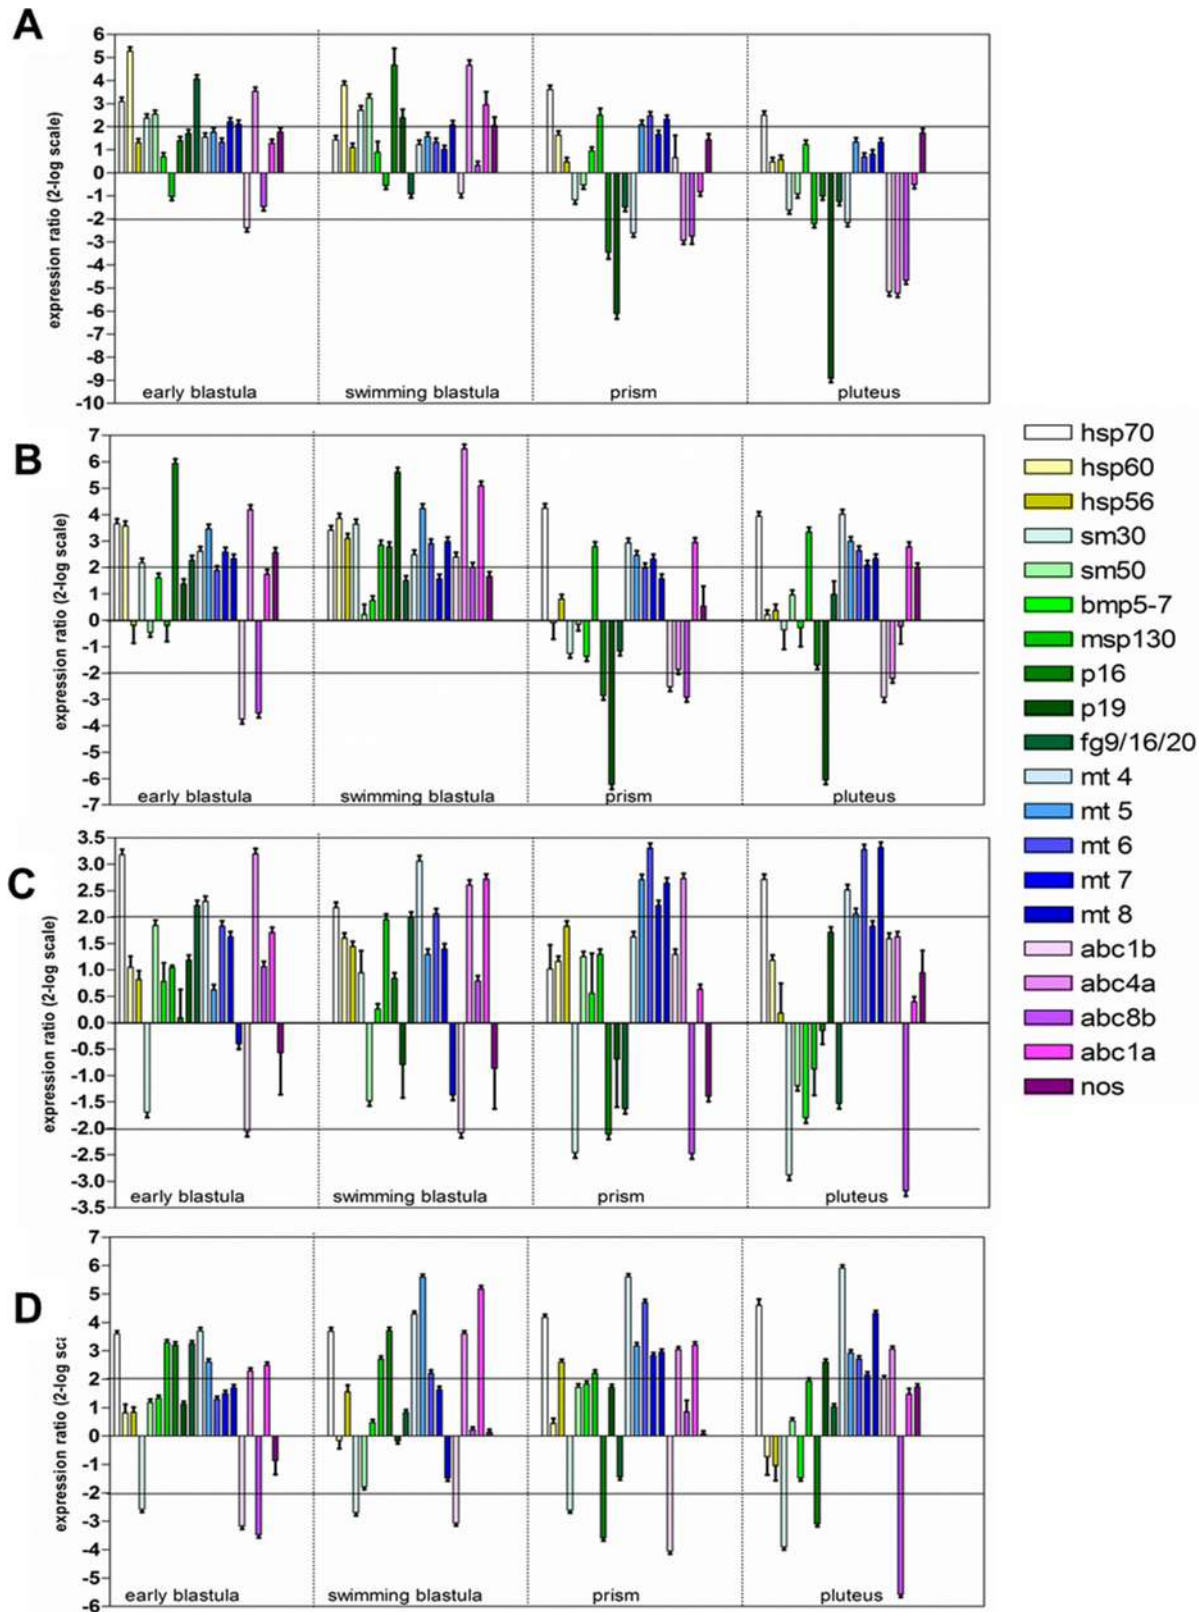 A
6
5
4
3
2
1
0
-1
-2
-3
-4
-5
-6
-7
-8
-9
-10
expression ratio (2-log scale)
early blastula swimming blastula prism pluteus
B
7
6
5
4
3
2
1
0
-1
-2
-3
-4
-5
-6
-7
expression ratio (2-log scale)
early blastula swimming blastula prism pluteus
hsp70
hsp60
hsp56
sm30
sm50
bmp5-7
msp130
p16
p19
fg9/16/20
mt 4
mt 5
mt 6
mt 7
mt 8
abc1b
abc4a
abc8b
abc1a
nos
C
3.5
3.0
2.5
2.0
1.5
1.0
0.5
0.0
-0.5
-1.0
-1.5
-2.0
-2.5
-3.0
-3.5
expression ratio (2-log scale)
early blastula swimming blastula prism pluteus
D
7
6
5
4
3
2
1
0
-1
-2
-3
-4
-5
-6
expression ratio (2-log
early blastula swimming blastula prism pluteus